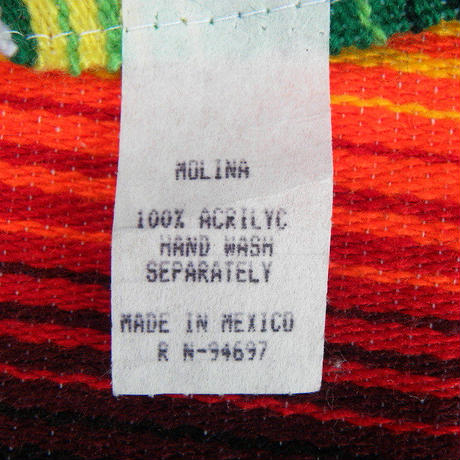 MOLINA
100% ACRILYC
HAND WASH
SEPARATELY
MADE IN MEXICO
R N-94697